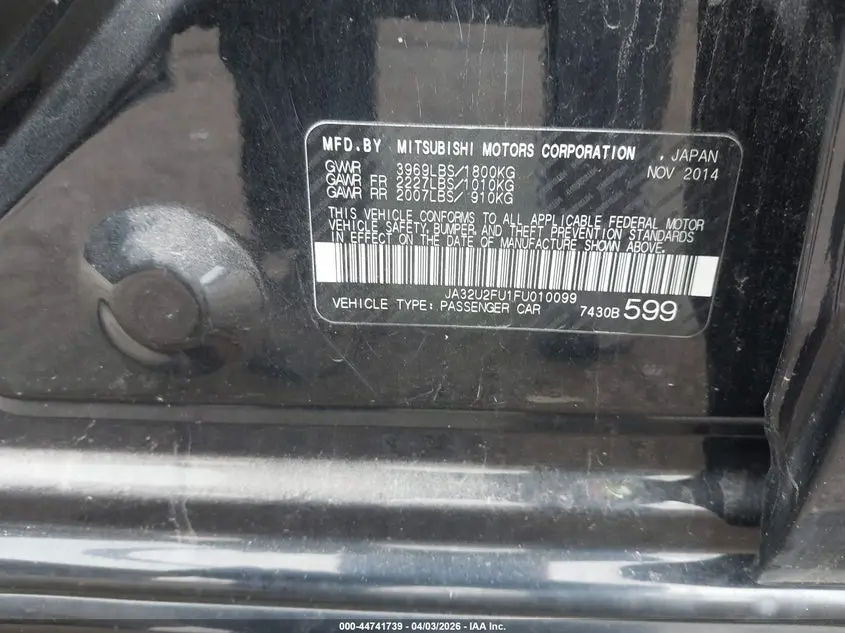 MFD.BY MITSUBISHI MOTORS CORPORATION , JAPAN
GVWR 3969LBS/1800KG NOV 2014
GAWR FR 2227LBS/1010KG
GAWR RR 2007LBS/ 910KG
THIS VEHICLE CONFORMS TO ALL APPLICABLE FEDERAL MOTOR
VEHICLE SAFETY, BUMPER, AND THEFT PREVENTION STANDARDS
IN EFFECT ON THE DATE OF MANUFACTURE SHOWN ABOVE.
JA32U2FU1FU010099
VEHICLE TYPE: PASSENGER CAR 7430B 599
000-44741739 - 04/03/2026 - IAA Inc.